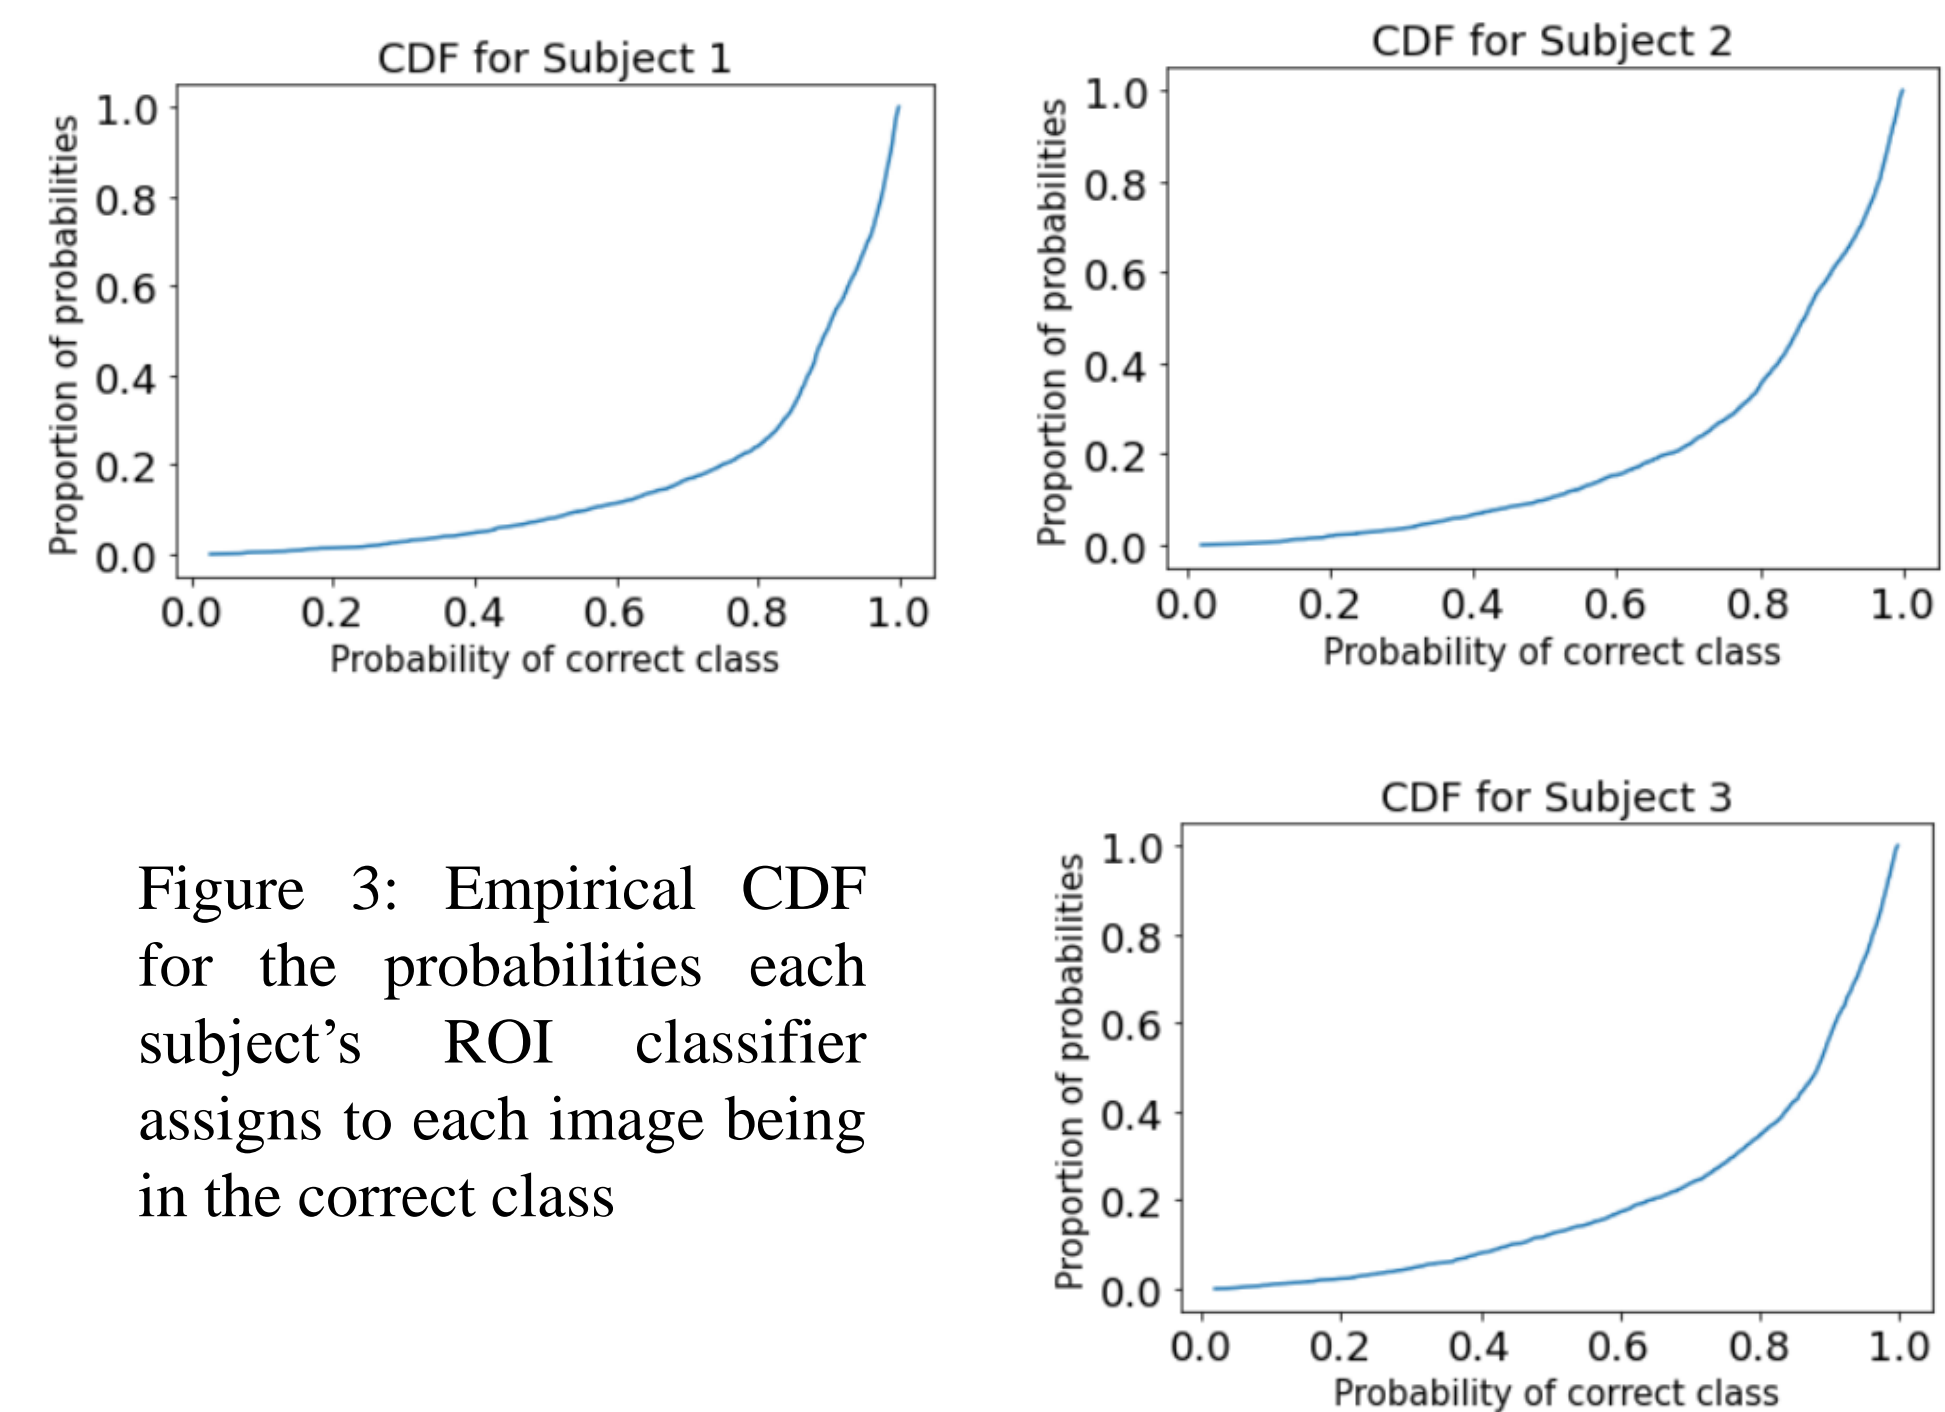 CDF for Subject 1
Proportion of probabilities
1.0
0.8
0.6
0.4
0.2
0.0
0.0 0.2 0.4 0.6 0.8 1.0
Probability of correct class
CDF for Subject 2
Proportion of probabilities
1.0
0.8
0.6
0.4
0.2
0.0
0.0 0.2 0.4 0.6 0.8 1.0
Probability of correct class
Figure 3: Empirical CDF
for the probabilities each
subject’s ROI classifier
assigns to each image being
in the correct class
CDF for Subject 3
Proportion of probabilities
1.0
0.8
0.6
0.4
0.2
0.0
0.0 0.2 0.4 0.6 0.8 1.0
Probability of correct class